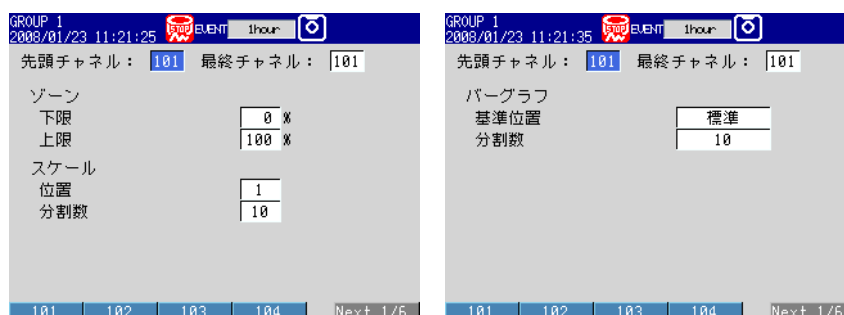 GROUP 1
2008/01/23 11:21:25 STOP EVENT 1hour
先頭チャネル： 101 最終チャネル： 101
ゾーン
下限 0 %
上限 100 %
スケール
位置 1
分割数 10
101 102 103 104 Next 1/6
GROUP 1
2008/01/23 11:21:35 STOP EVENT 1hour
先頭チャネル： 101 最終チャネル： 101
バーグラフ
基準位置 標準
分割数 10
101 102 103 104 Next 1/6